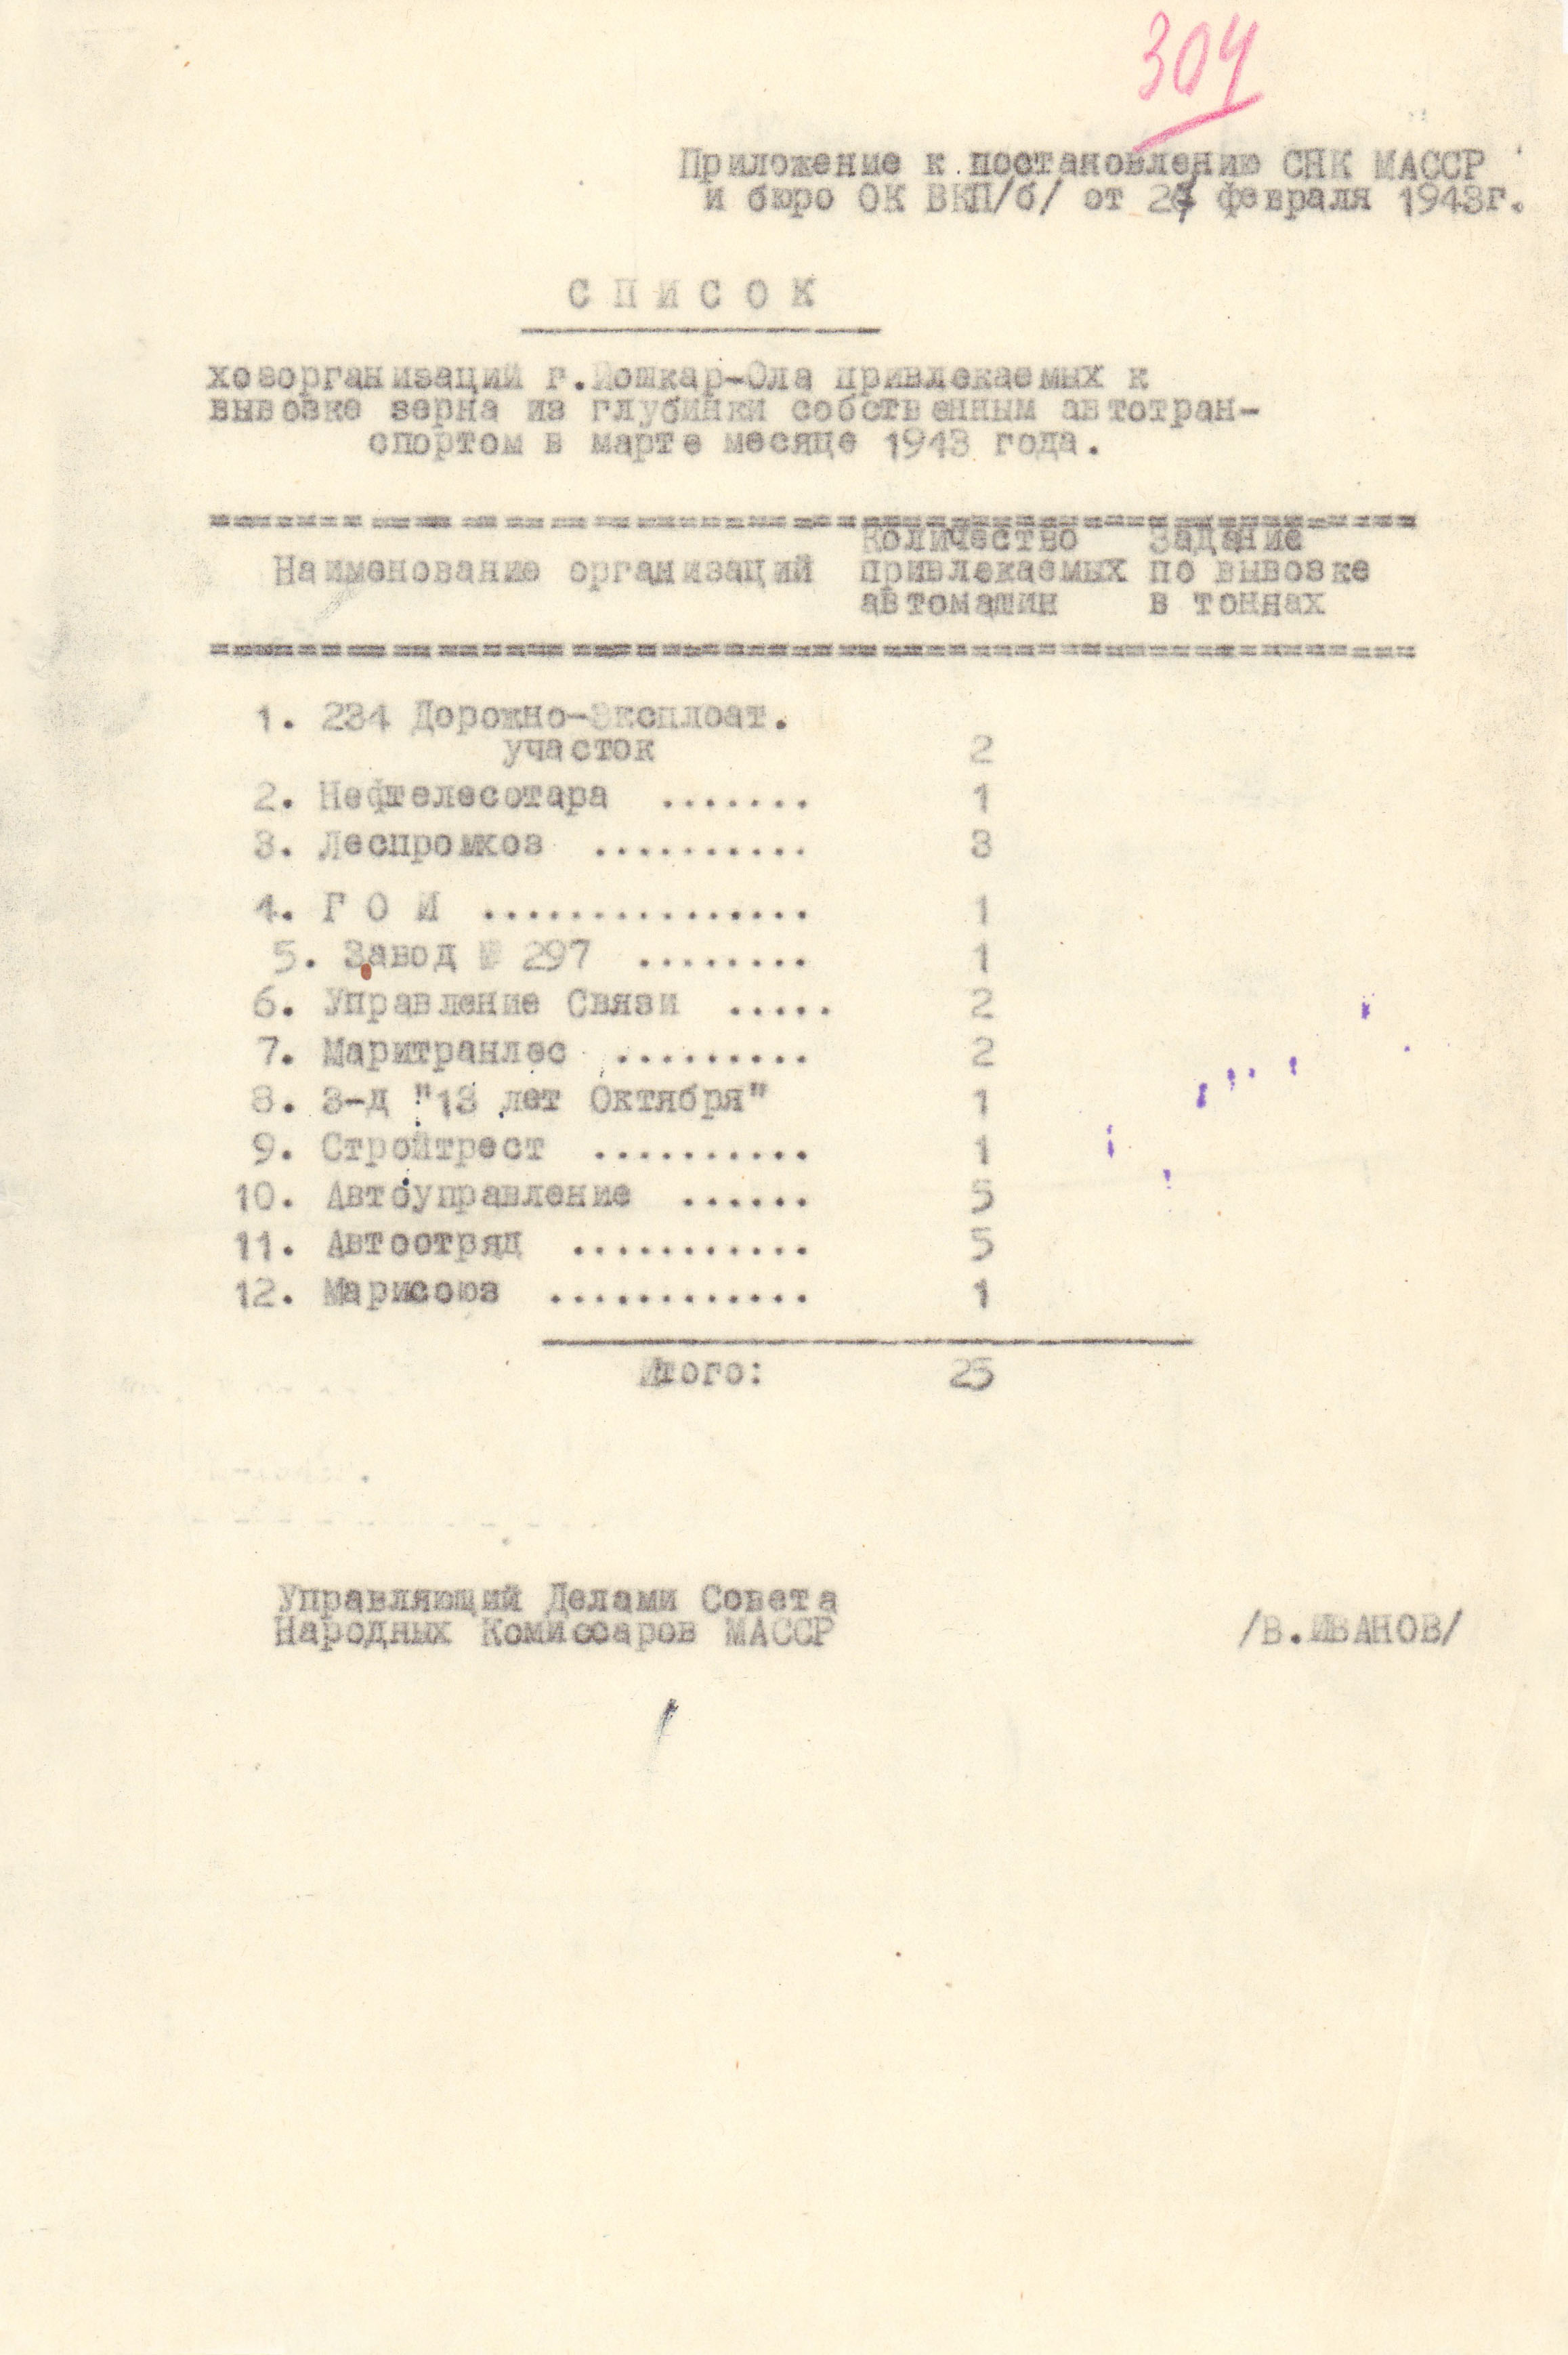 304
Приложение к постановлению СНК МАССР
и бюро ОК ВКП/б/ от февраля 1943г.
С П И С О К
хозорганизаций г.Йошкар-Ола привлекаемых к
вывозке зерна из глубинки собственным автотран-
спортом в марте месяце 1943 года.
Наименование организаций Количество привлекаемых автомашин Задание по вывозке в тоннах
1. 234 Дорожно-Эксплоат.
участок 2
2. Нефтелесотара ....... 1
3. Леспромхоз .......... 3
4. Г О И ............... 1
5. Завод № 297 ........ 1
6. Управление Связи ..... 2
7. Маритранлес ......... 2
8. З-д "13 лет Октября" 1
9. Стройтрест .......... 1
10. Автоуправление ...... 5
11. Автоотряд ........... 5
12. Марисоюз ............ 1
Итого: 25
Управляющий Делами Совета
Народных Комиссаров МАССР /В.ИВАНОВ/